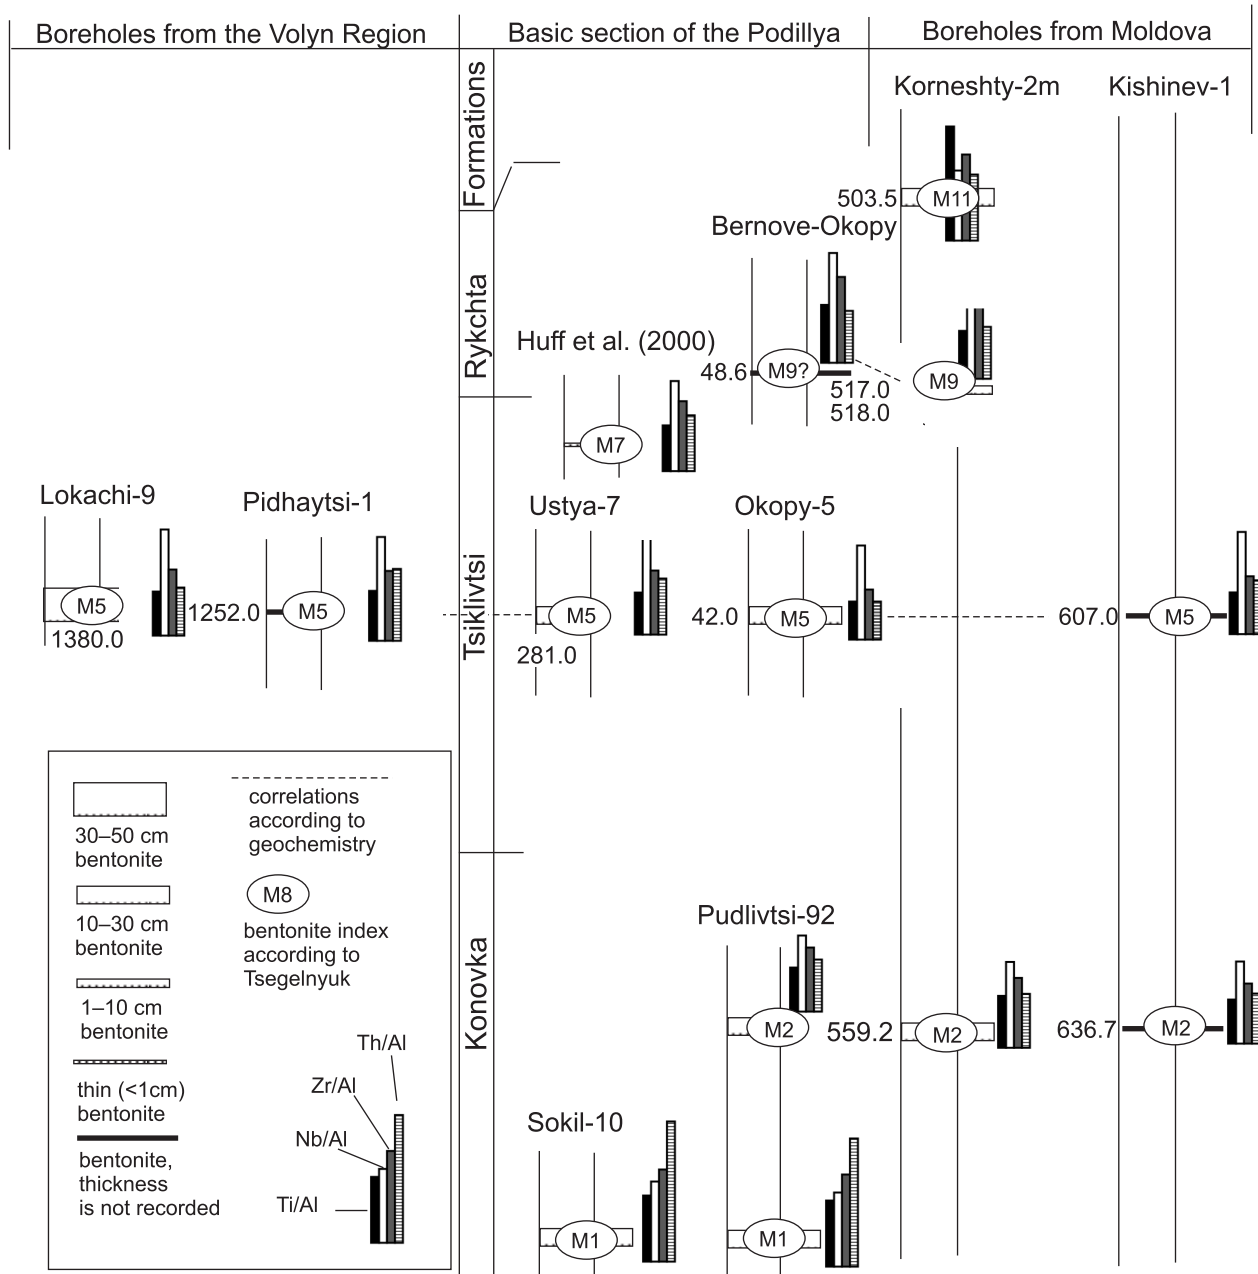 Boreholes from the Volyn Region
Basic section of the Podillya
Boreholes from Moldova
Formations
Korneshty-2m
Kishinev-1
503.5
M11
Bernove-Okopy
Rykchta
Huff et al. (2000)
48.6
M9?
M9
517.0
518.0
M7
Lokachi-9
Pidhaytsi-1
Ustya-7
Okopy-5
Tsiklivtsi
M5
1380.0
1252.0
M5
M5
281.0
42.0
M5
607.0
M5
30–50 cm
bentonite
10–30 cm
bentonite
1–10 cm
bentonite
thin (<1cm)
bentonite
bentonite,
thickness
is not recorded
correlations
according to
geochemistry
M8
bentonite index
according to
Tsegelnyuk
Th/Al
Zr/Al
Nb/Al
Ti/Al
Konovka
Pudlivtsi-92
M2
559.2
M2
636.7
M2
Sokil-10
M1
M1